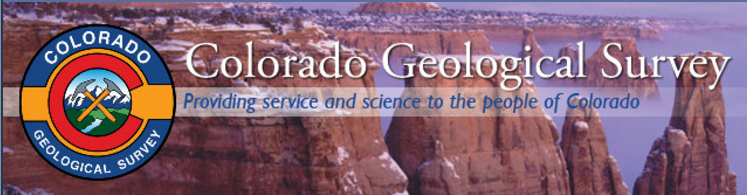 COLORADO
GEOLOGICAL SURVEY
Colorado Geological Survey
Providing service and science to the people of Colorado